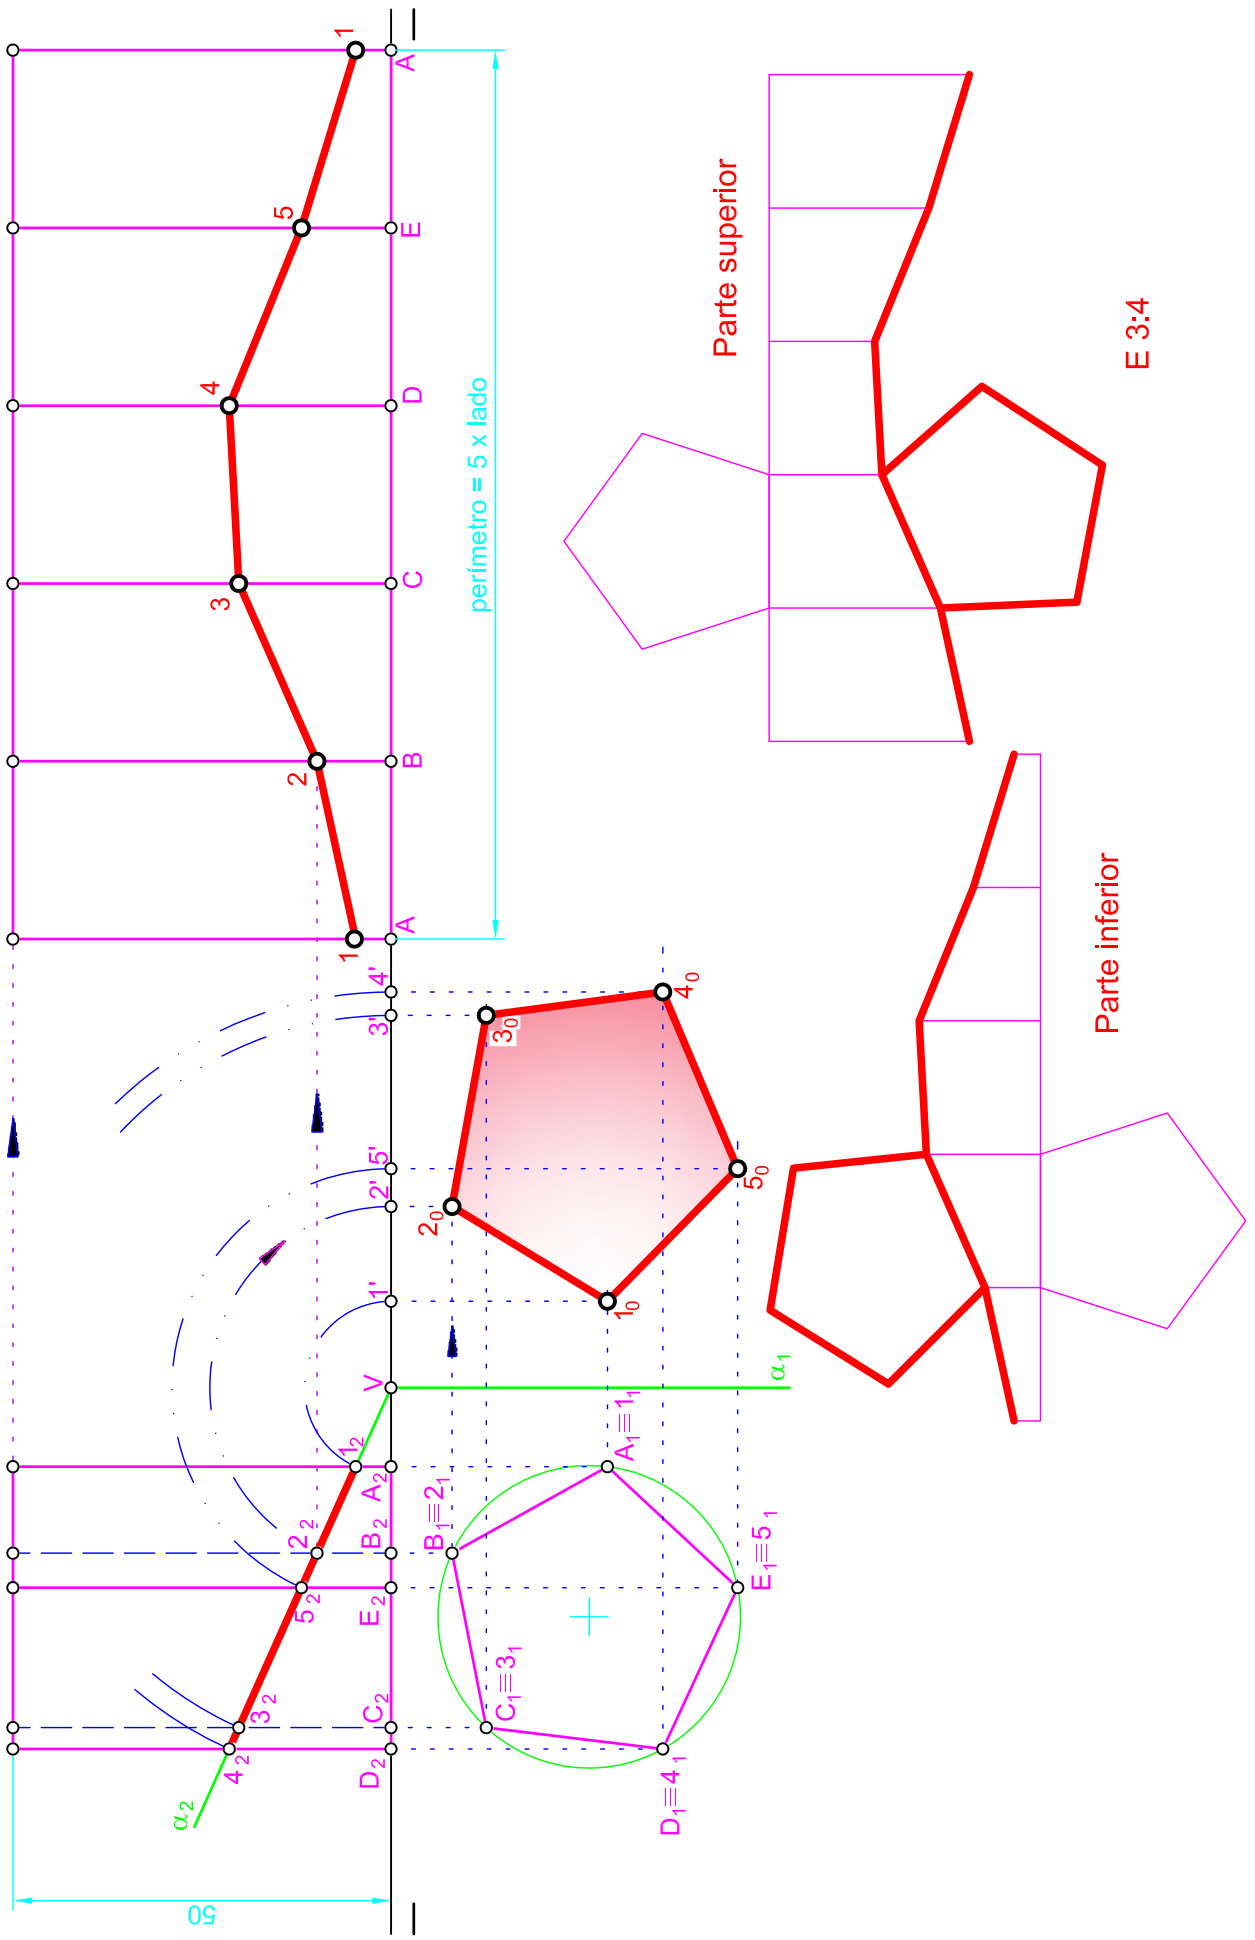 1 5 4 3 2 1
A E D C B A
perímetro = 5 x lado
50
α2
42 32 52 22 12
D2 C2 E2 B2 A2
V 1' 2' 5' 3' 4'
α1
D1≡41
C1≡31
B1≡21
A1≡11
E1≡51
10
20
30
40
50
Parte superior
Parte inferior
E 3:4